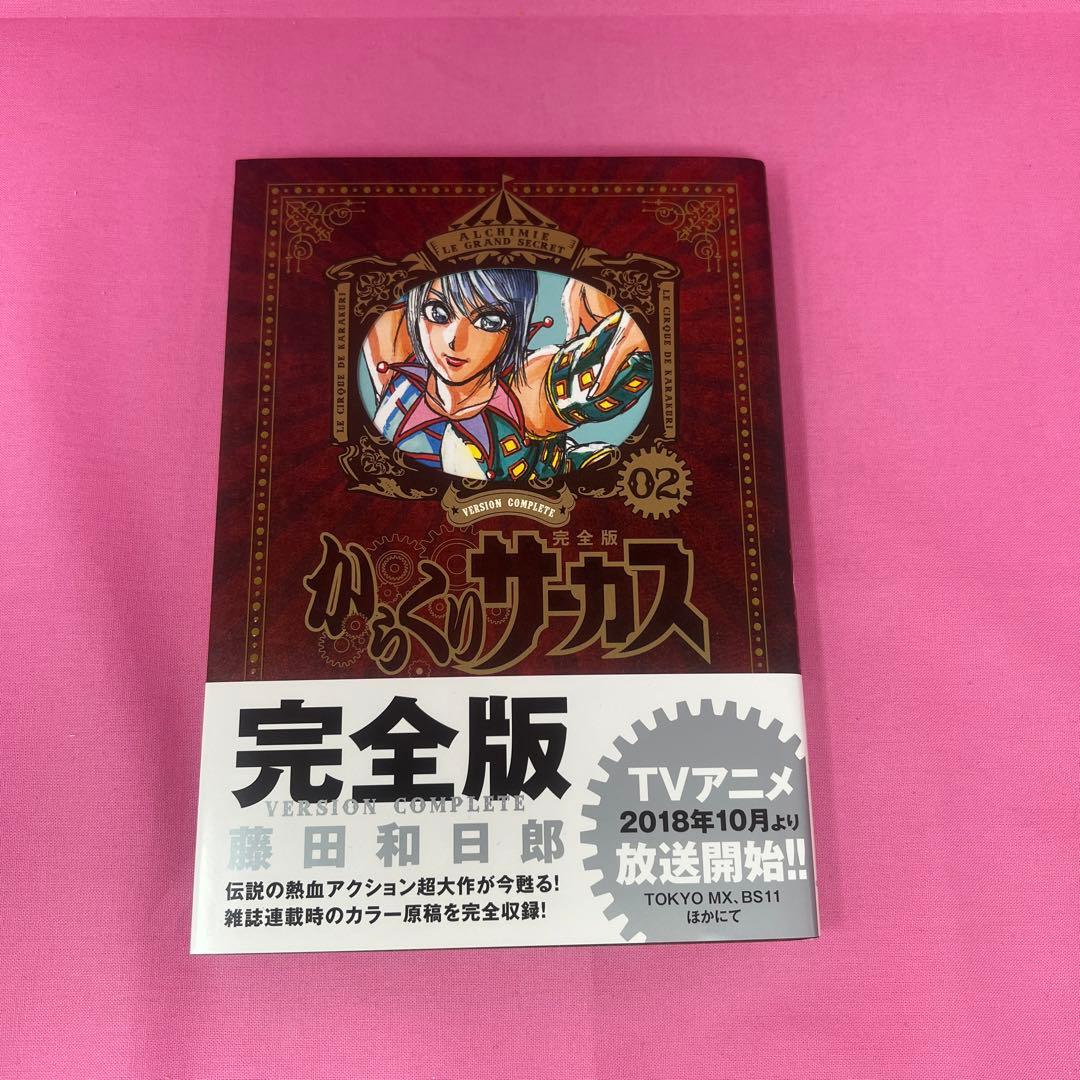 ALCHIMIE
LE GRAND SECRET
LE CIRQUE DE KARAKURI
LE CIRQUE DE KARAKURI
02
VERSION COMPLETE
完全版
からくりサーカス
完全版
VERSION COMPLETE
藤田和日郎
伝説の熱血アクション超大作が今甦る!
雑誌連載時のカラー原稿を完全収録!
TVアニメ
2018年10月より
放送開始!!
TOKYO MX、BS11
ほかにて